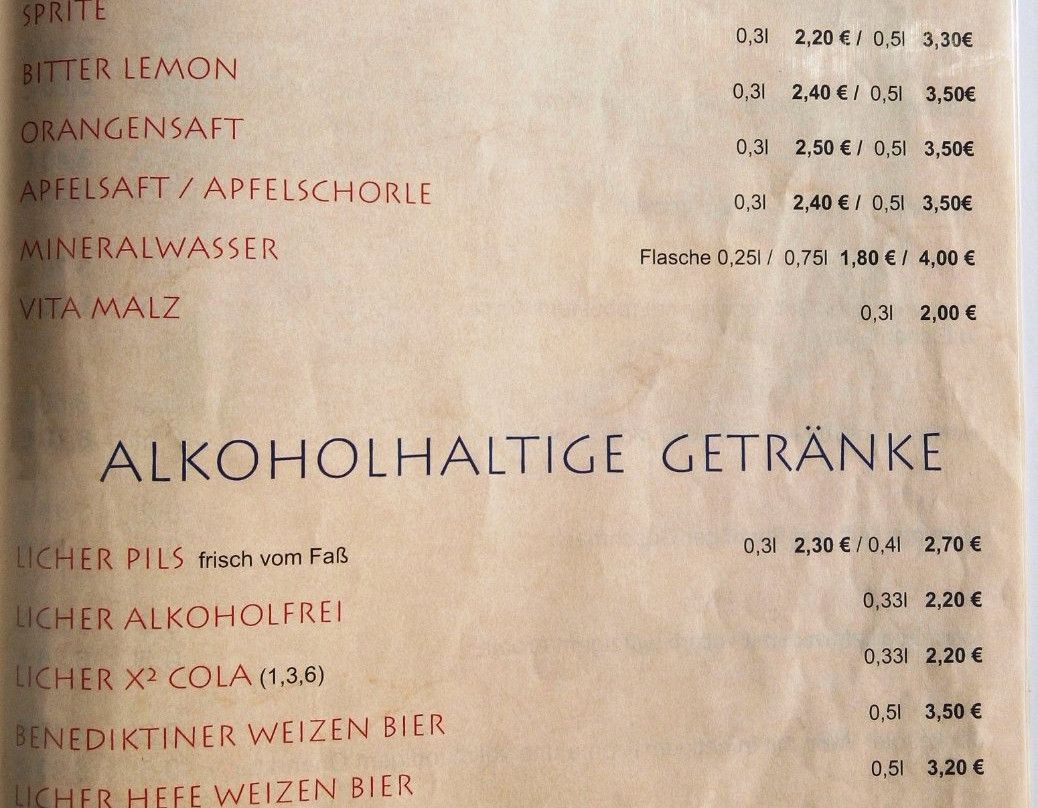 SPRITE 0,3l 2,20 € / 0,5l 3,30€
BITTER LEMON 0,3l 2,40 € / 0,5l 3,50€
ORANGENSAFT 0,3l 2,50 € / 0,5l 3,50€
APFELSAFT / APFELSCHORLE 0,3l 2,40 € / 0,5l 3,50€
MINERALWASSER Flasche 0,25l / 0,75l 1,80 € / 4,00 €
VITA MALZ 0,3l 2,00 €
ALKOHOLHALTIGE GETRÄNKE
LICHER PILS frisch vom Faß 0,3l 2,30 € / 0,4l 2,70 €
LICHER ALKOHOLFREI 0,33l 2,20 €
LICHER X² COLA (1,3,6) 0,33l 2,20 €
BENEDIKTINER WEIZEN BIER 0,5l 3,50 €
LICHER HEFE WEIZEN BIER 0,5l 3,20 €